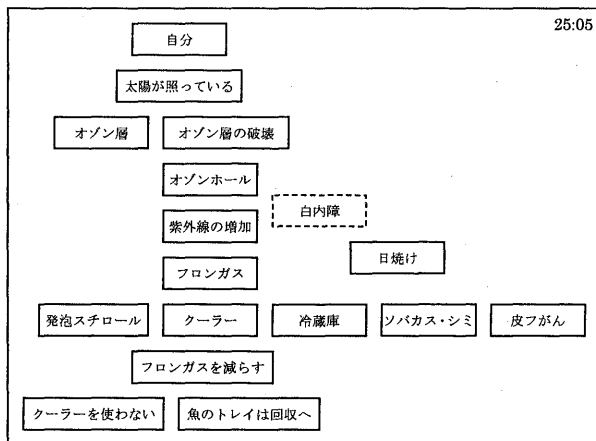 25:05
自分
太陽が照っている
オゾン層
オゾン層の破壊
オゾンホール
白内障
紫外線の増加
日焼け
フロンガス
発泡スチロール
クーラー
冷蔵庫
ソバカス・シミ
皮フがん
フロンガスを減らす
クーラーを使わない
魚のトレイは回収へ